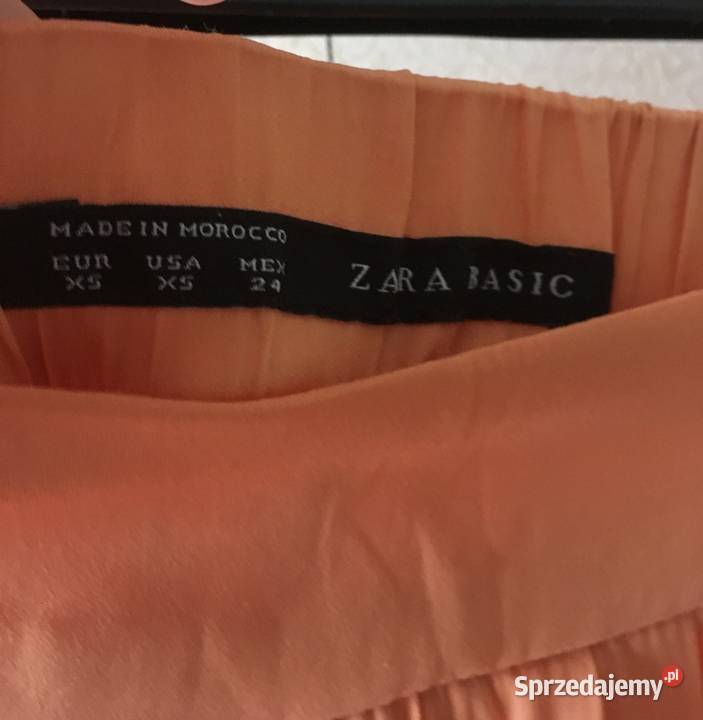 MADE IN MOROCCO
EUR USA MEX
XS XS 24
ZARA BASIC
Sprzedajemy.pl